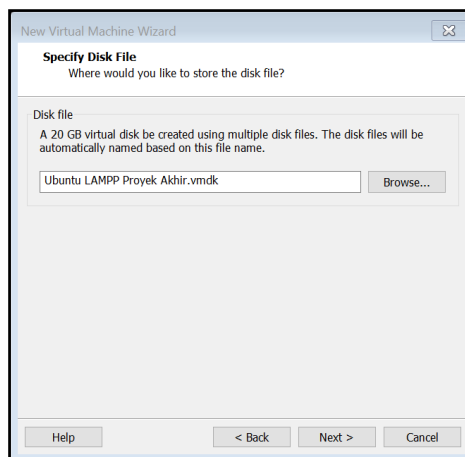 New Virtual Machine Wizard
Specify Disk File
Where would you like to store the disk file?
Disk file
A 20 GB virtual disk be created using multiple disk files. The disk files will be
automatically named based on this file name.
Ubuntu LAMPP Proyek Akhir.vmdk
Browse...
Help
< Back
Next >
Cancel